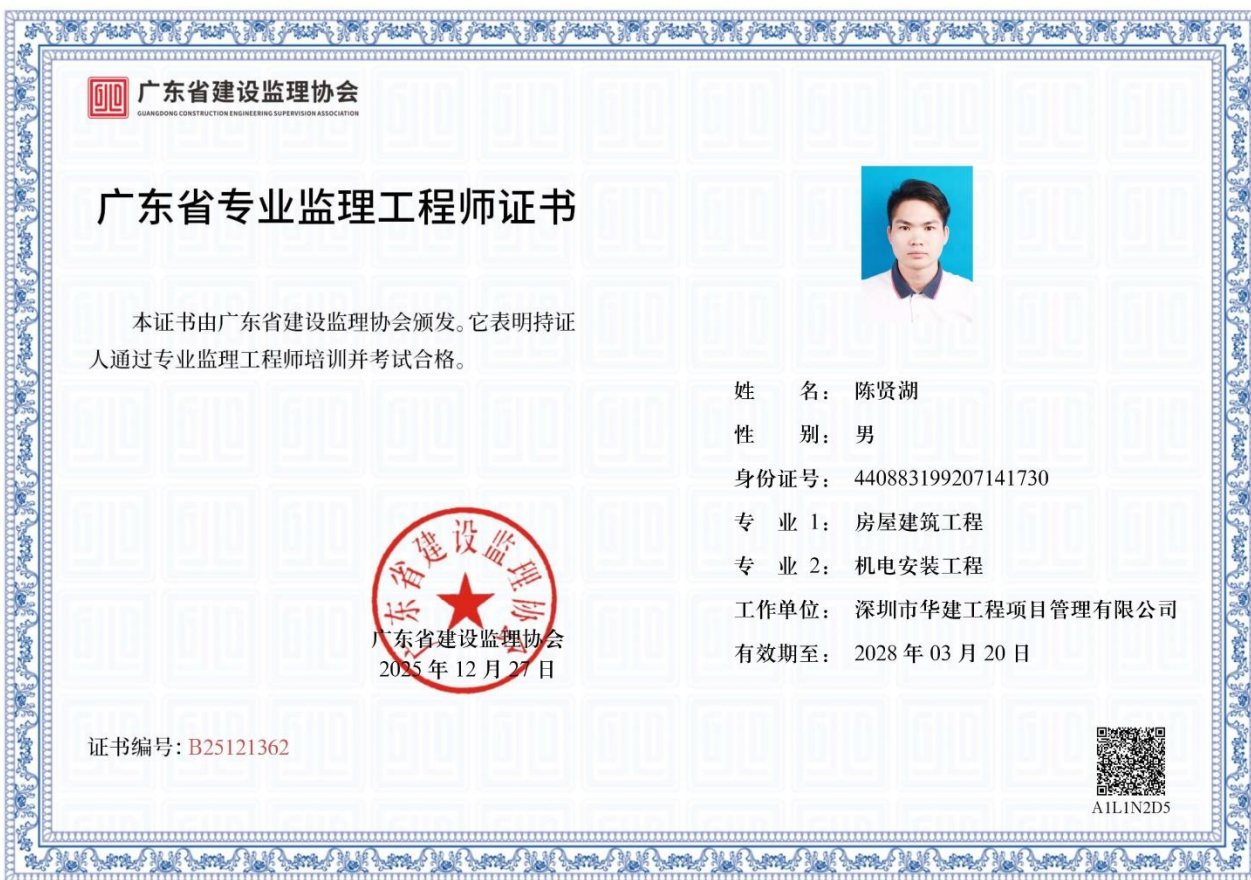 广东省建设监理协会
GUANGDONG CONSTRUCTION ENGINEERING SUPERVISION ASSOCIATION
广东省专业监理工程师证书
本证书由广东省建设监理协会颁发。它表明持证
人通过专业监理工程师培训并考试合格。
姓 名: 陈贤湖
性 别: 男
身份证号: 440883199207141730
专 业 1: 房屋建筑工程
专 业 2: 机电安装工程
工作单位: 深圳市华建工程项目管理有限公司
有效期至: 2028 年 03 月 20 日
广东省建设监理协会
广东省建设监理协会
2025 年 12 月 27 日
证书编号: B25121362
A1L1N2D5